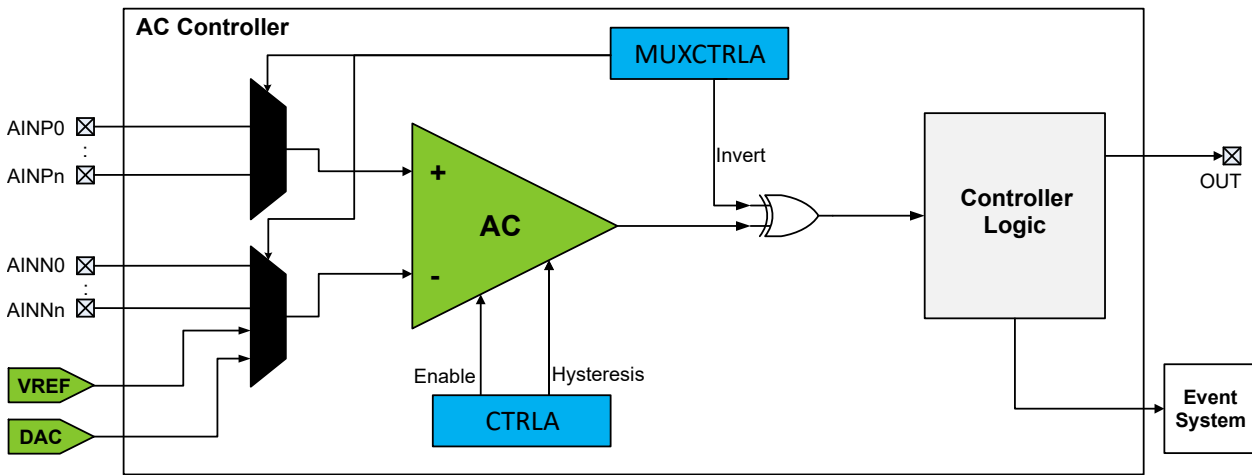 AC Controller
MUXCTRLA
AINP0
:
AINPn
Invert
OUT
+
AC
-
Controller
Logic
AINN0
:
AINNn
VREF
DAC
Enable
Hysteresis
CTRLA
Event
System